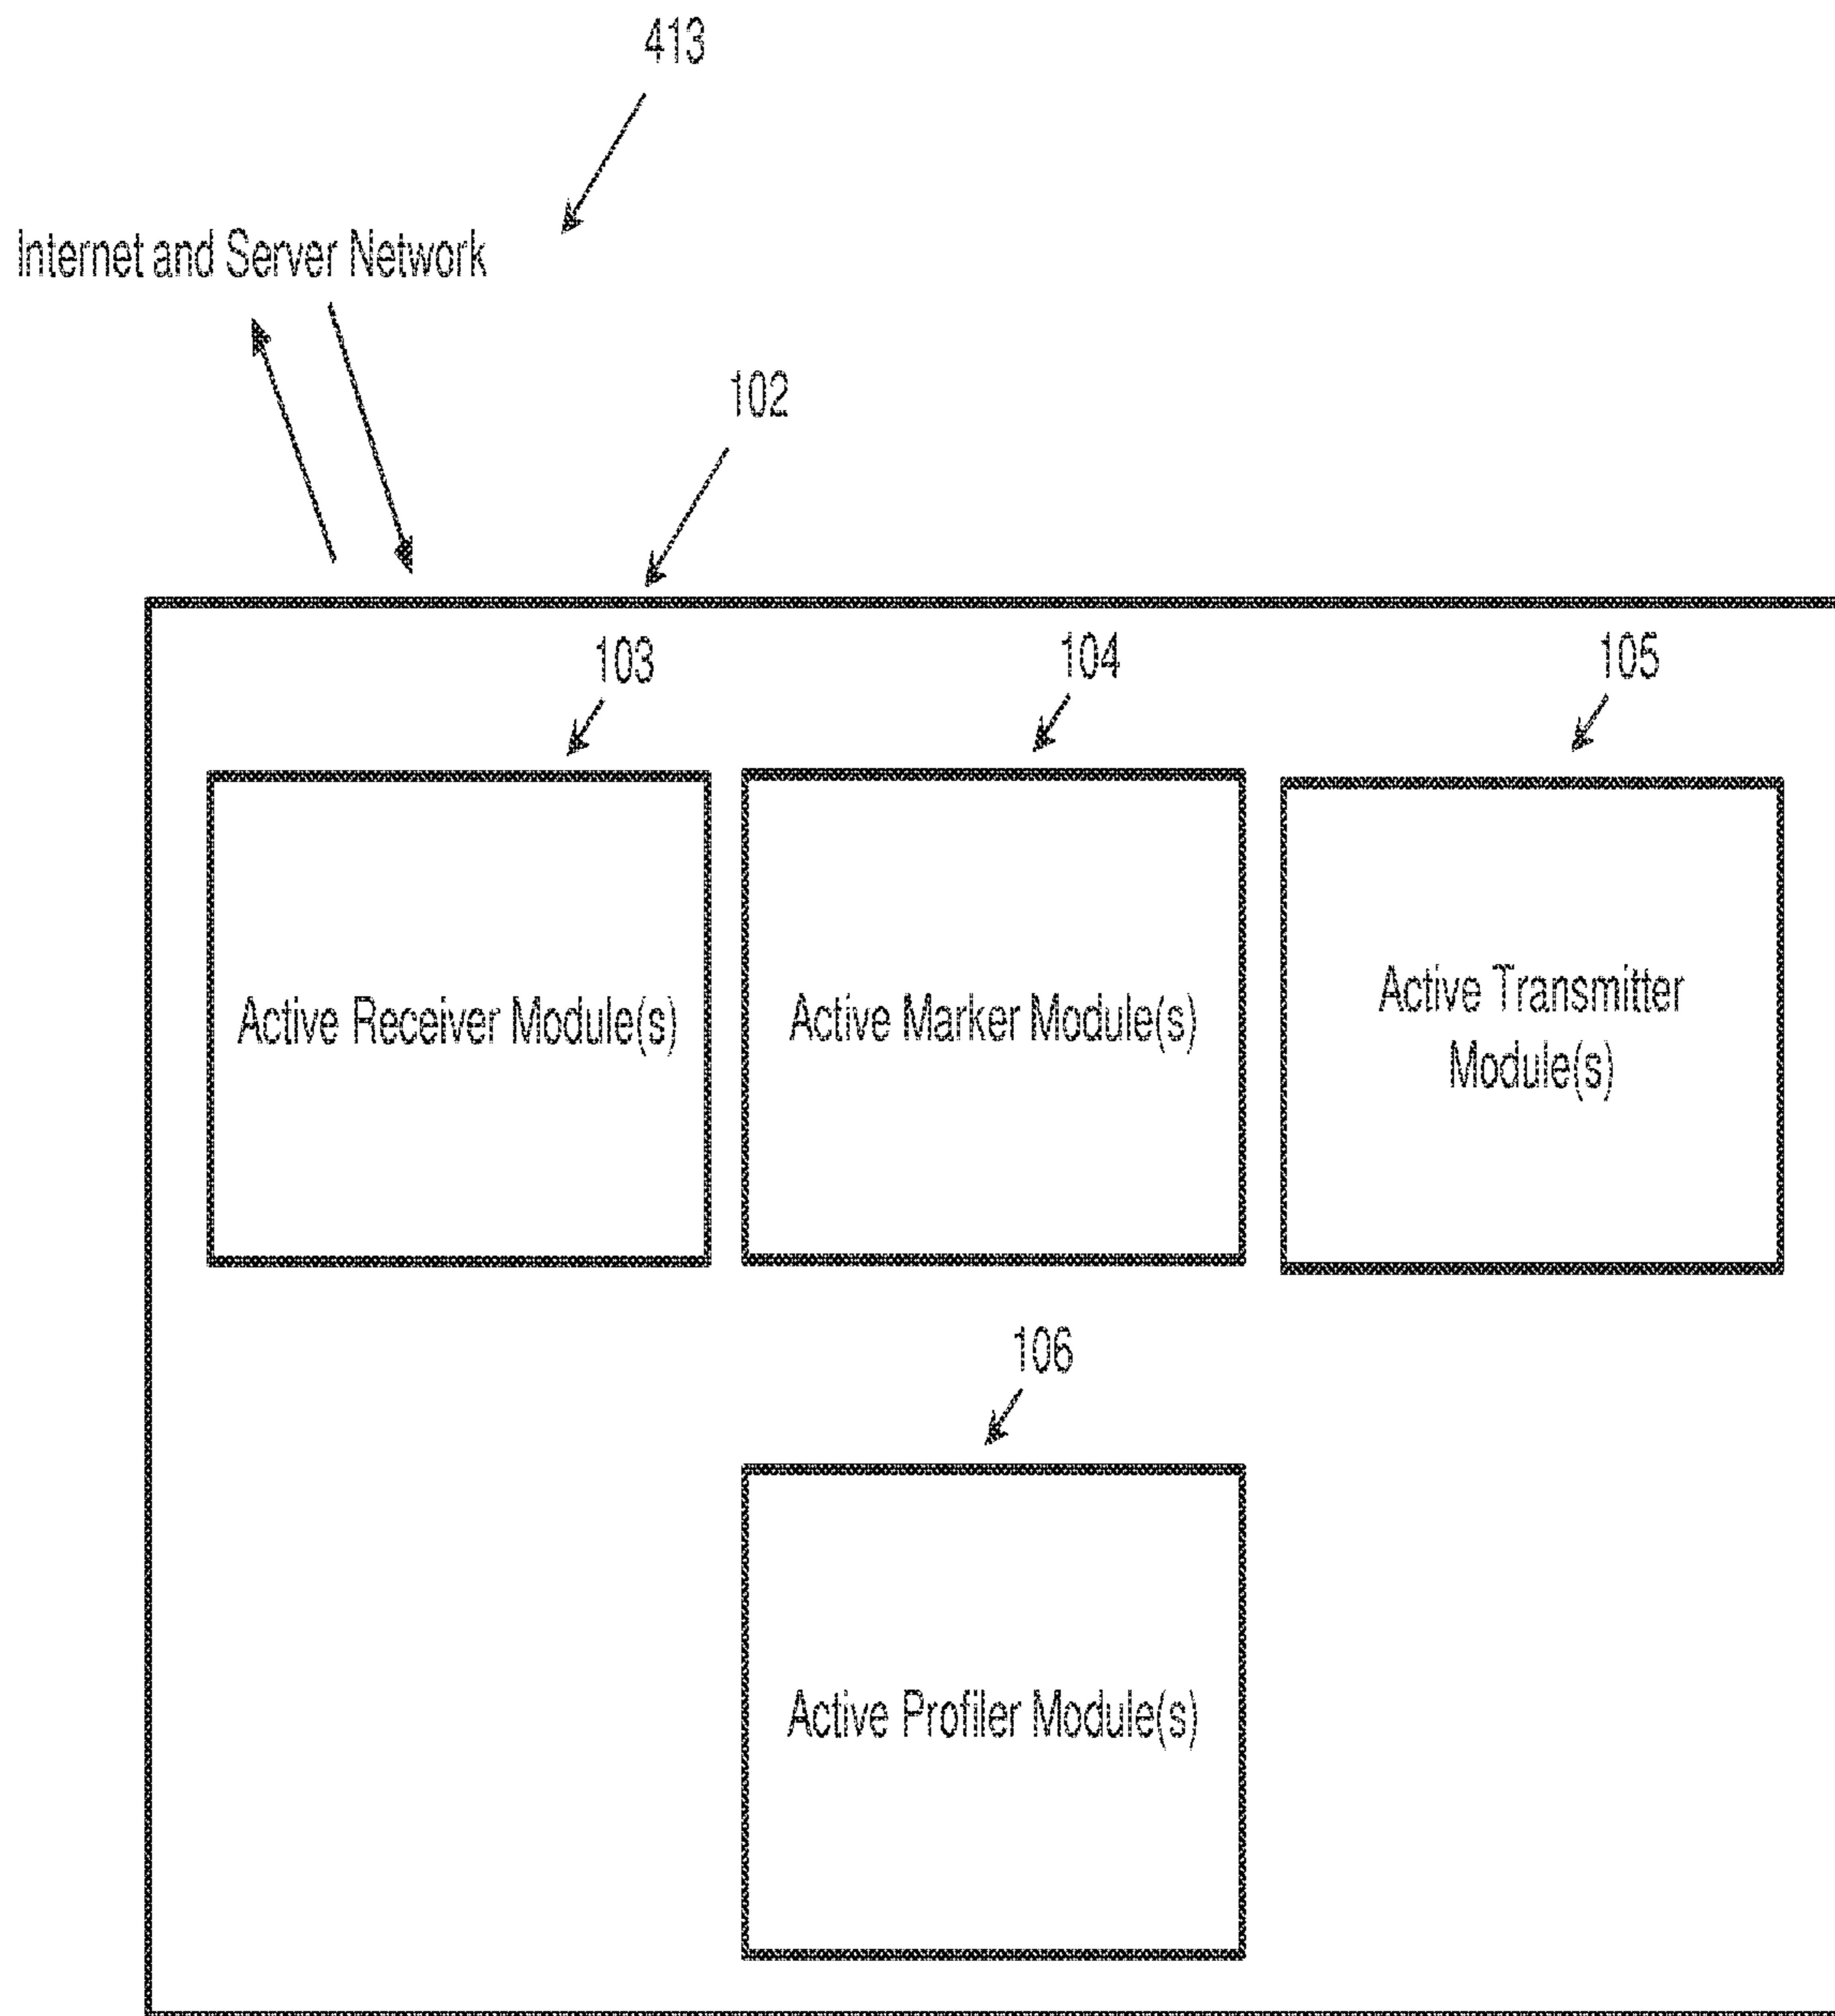 413
Internet and Server Network
102
103
104
105
Active Receiver Module(s)
Active Marker Module(s)
Active Transmitter
Module(s)
106
Active Profiler Module(s)